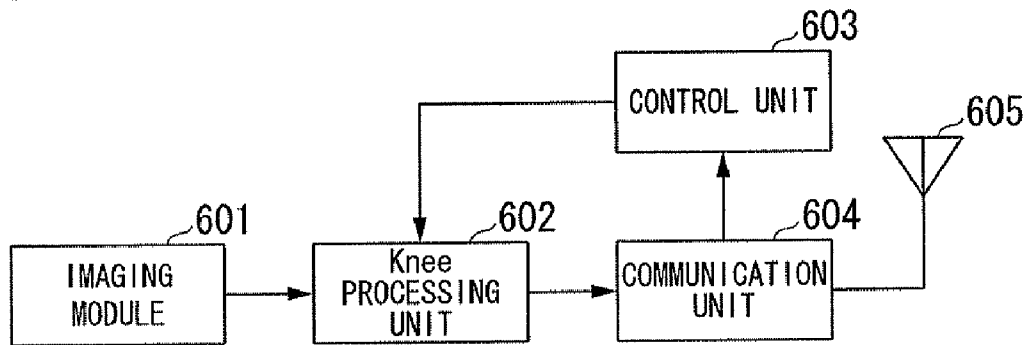 603
CONTROL UNIT
605
601
IMAGING
MODULE
602
Knee
PROCESSING
UNIT
604
COMMUNICATION
UNIT